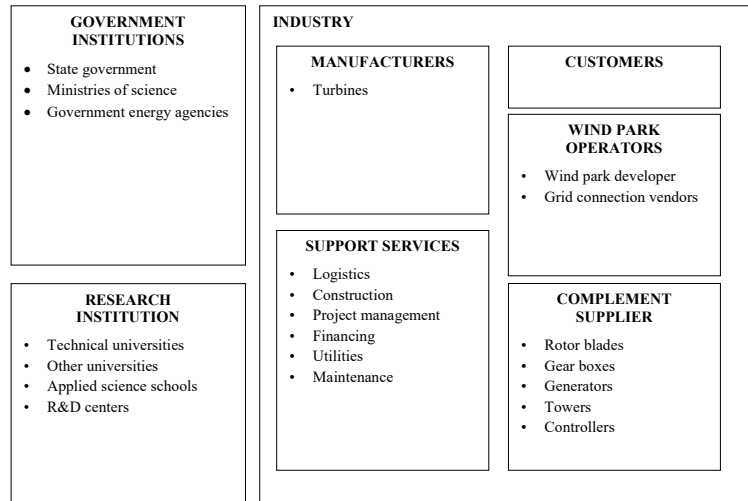 GOVERNMENT
INSTITUTIONS
• State government
• Ministries of science
• Government energy agencies
RESEARCH
INSTITUTION
• Technical universities
• Other universities
• Applied science schools
• R&D centers
INDUSTRY
MANUFACTURERS
• Turbines
SUPPORT SERVICES
• Logistics
• Construction
• Project management
• Financing
• Utilities
• Maintenance
CUSTOMERS
WIND PARK
OPERATORS
• Wind park developer
• Grid connection vendors
COMPLEMENT
SUPPLIER
• Rotor blades
• Gear boxes
• Generators
• Towers
• Controllers